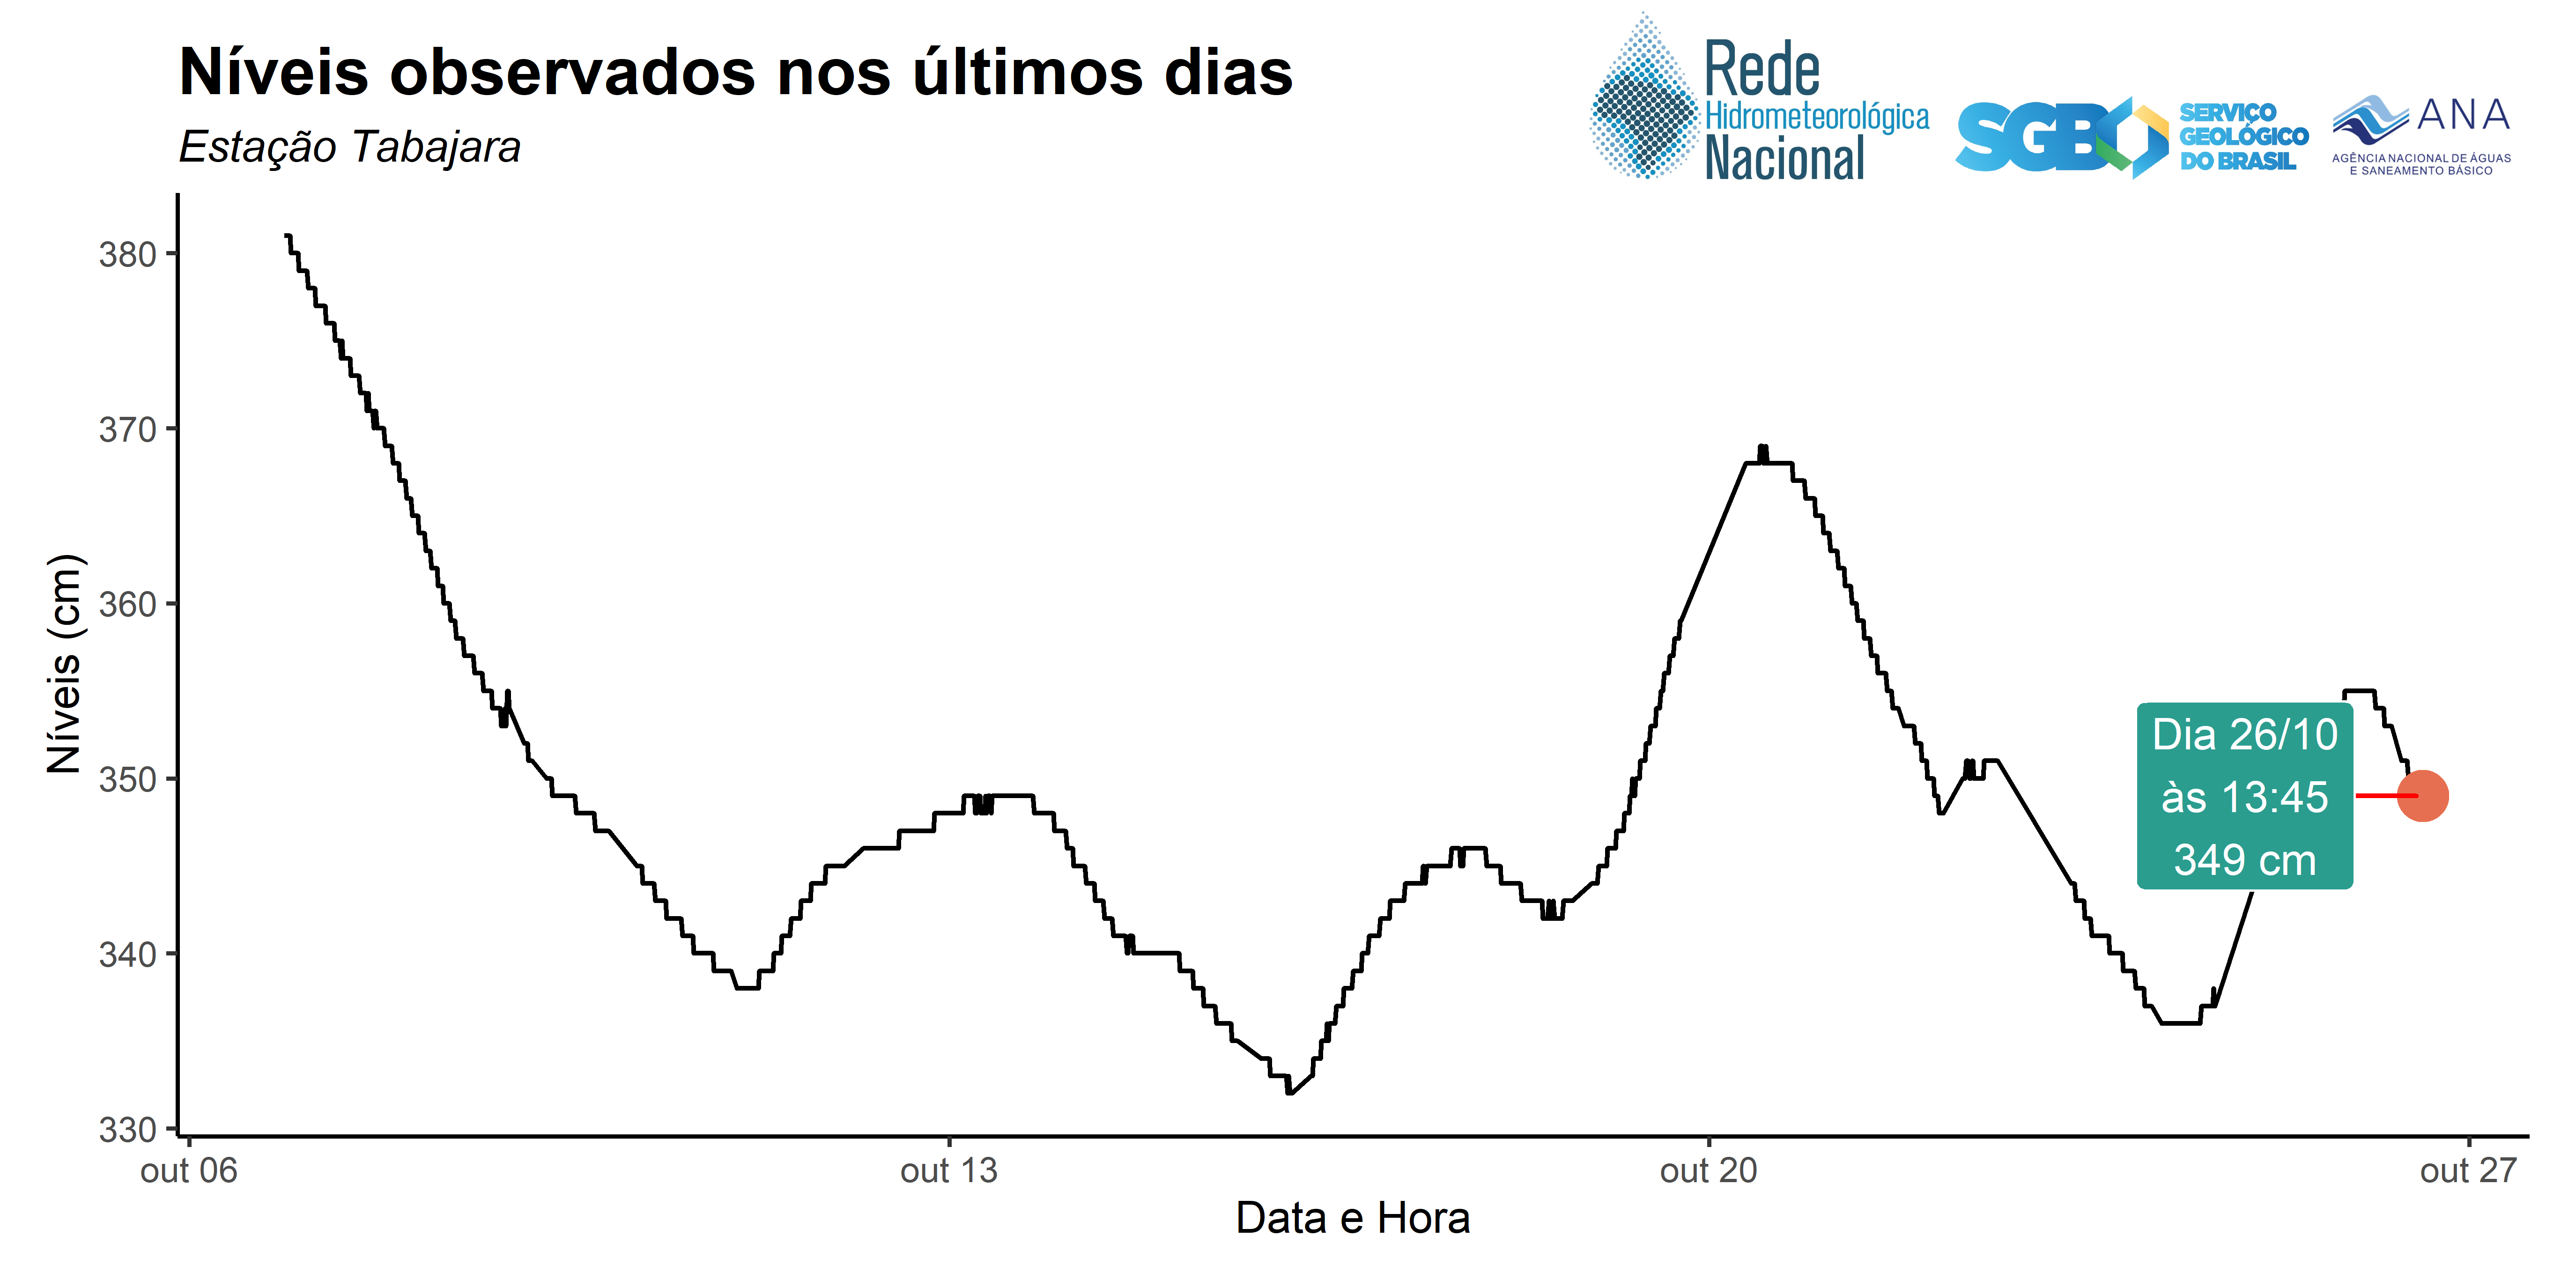 Níveis observados nos últimos dias
Estação Tabajara
Rede
Hidrometeorológica
Nacional
SGB
SERVIÇO
GEOLÓGICO
DO BRASIL
ANA
AGÊNCIA NACIONAL DE ÁGUAS
E SANEAMENTO BÁSICO
Níveis (cm)
380
370
360
350
340
330
Dia 26/10
às 13:45
349 cm
out 06
out 13
out 20
out 27
Data e Hora